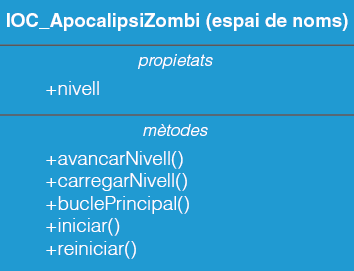 IOC_ApocalipsiZombi (espai de noms)
propietats
+nivell
mètodes
+avancarNivell()
+carregarNivell()
+buclePrincipal()
+iniciar()
+reiniciar()